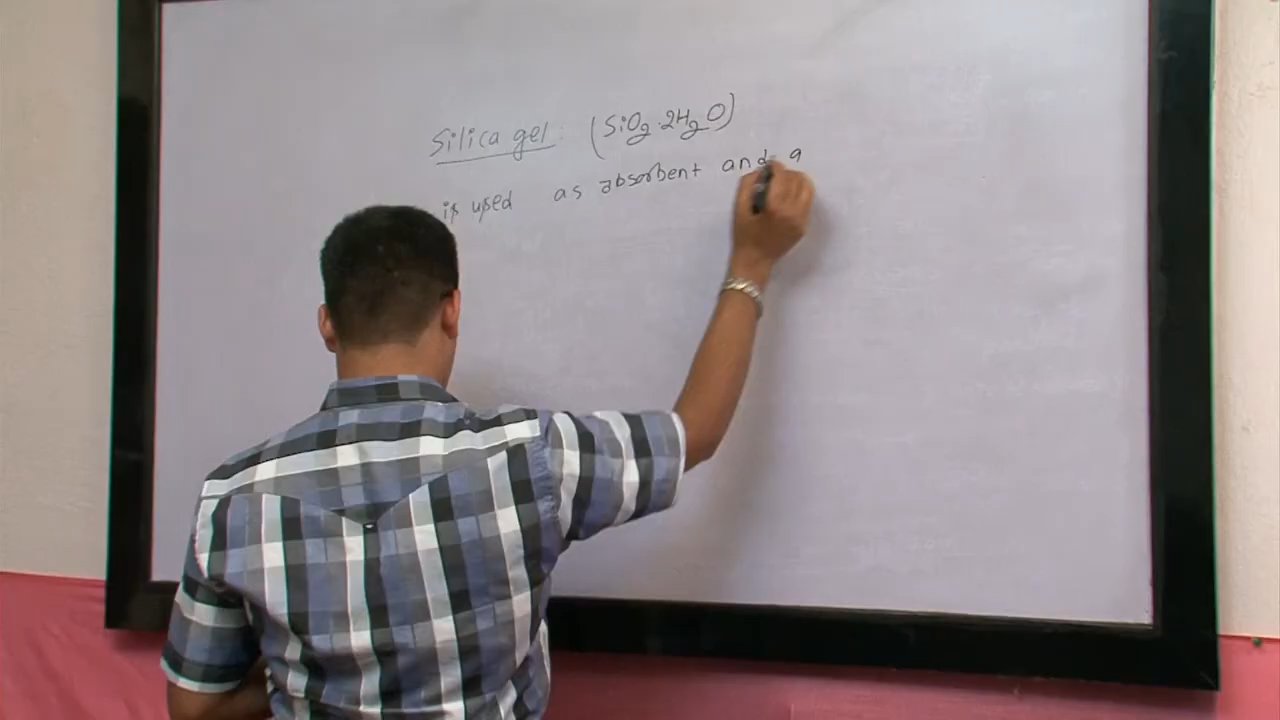 Silica gel: (SiO₂·2H₂O)
is used as absorbent and a